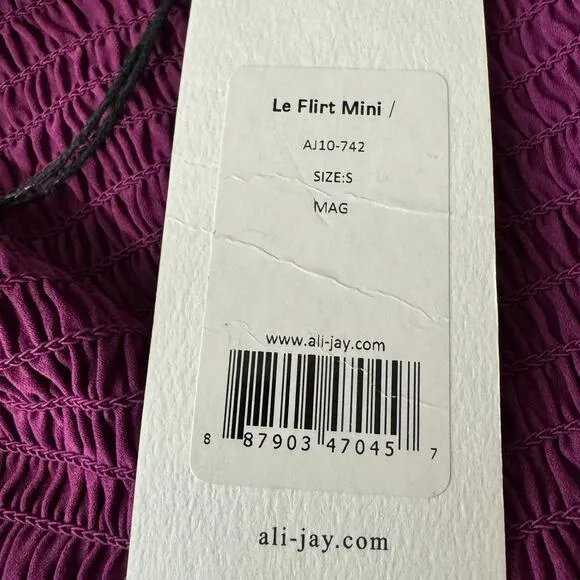 Le Flirt Mini /
AJ10-742
SIZE:S
MAG
www.ali-jay.com
8 87903 47045 7
ali-jay.com